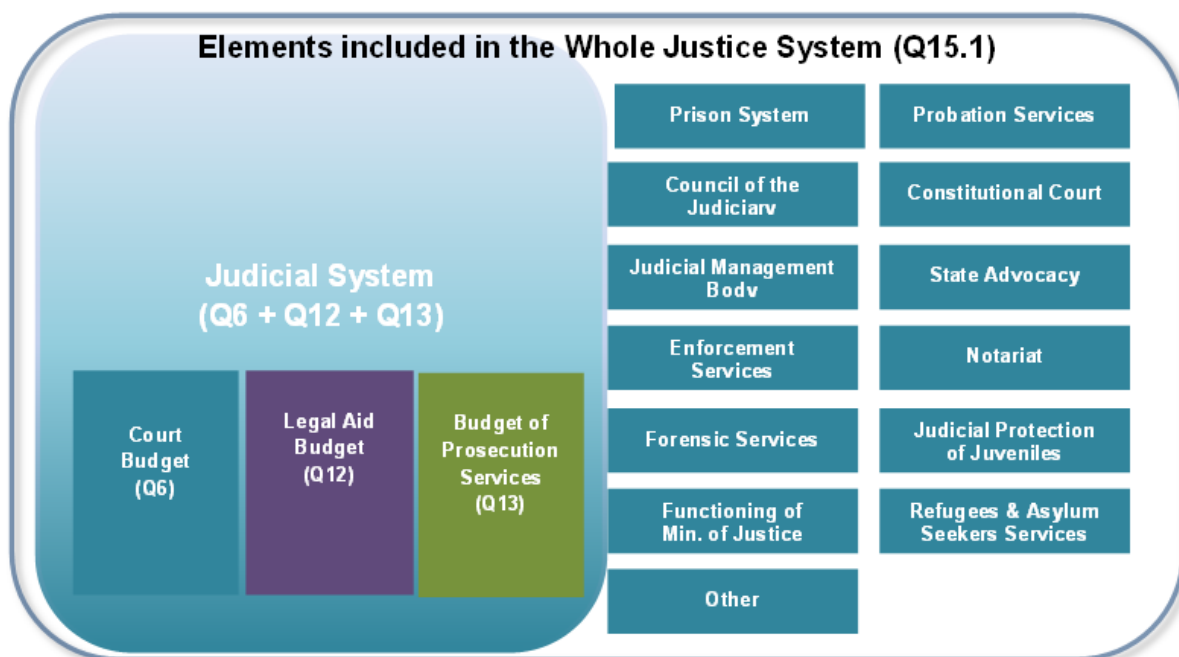 Elements included in the Whole Justice System (Q15.1)
Judicial System
(Q6 + Q12 + Q13)
Court
Budget
(Q6)
Legal Aid
Budget
(Q12)
Budget of
Prosecution
Services
(Q13)
Prison System
Probation Services
Council of the
Judiciary
Constitutional Court
Judicial Management
Body
State Advocacy
Enforcement
Services
Notariat
Forensic Services
Judicial Protection
of Juveniles
Functioning of
Min. of Justice
Refugees & Asylum
Seekers Services
Other